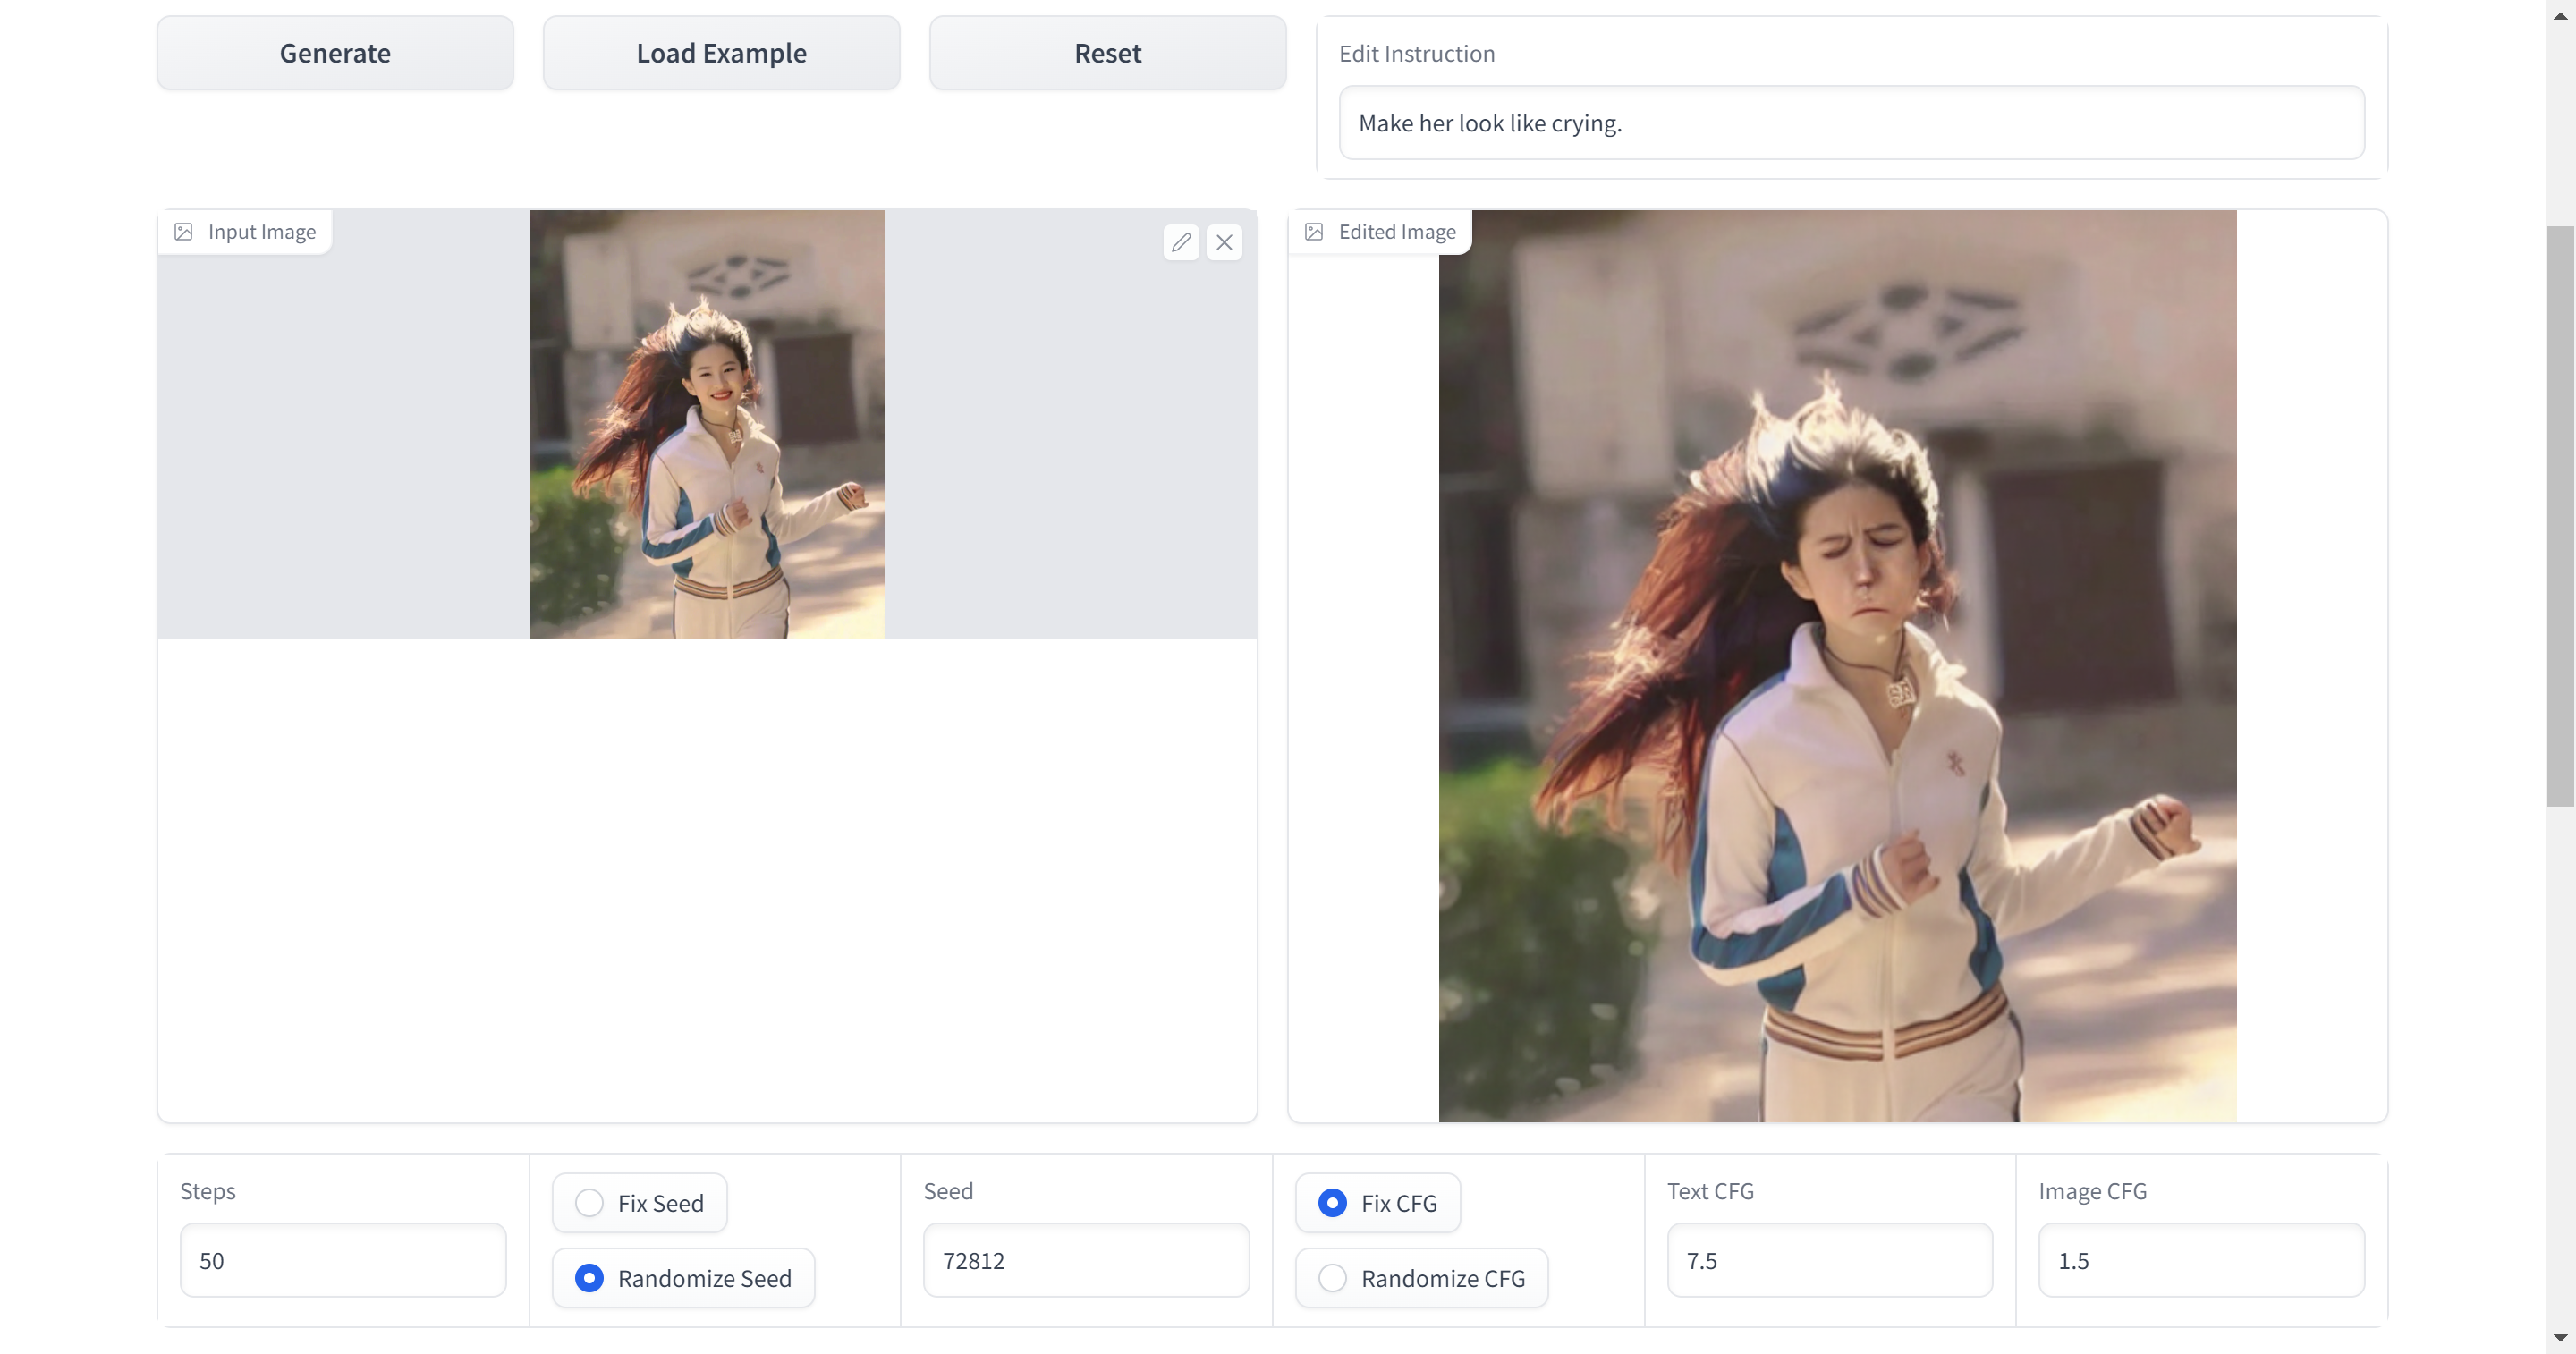 Generate
Load Example
Reset
Edit Instruction
Make her look like crying.
Input Image
Edited Image
Steps
50
Fix Seed
Randomize Seed
Seed
72812
Fix CFG
Randomize CFG
Text CFG
7.5
Image CFG
1.5